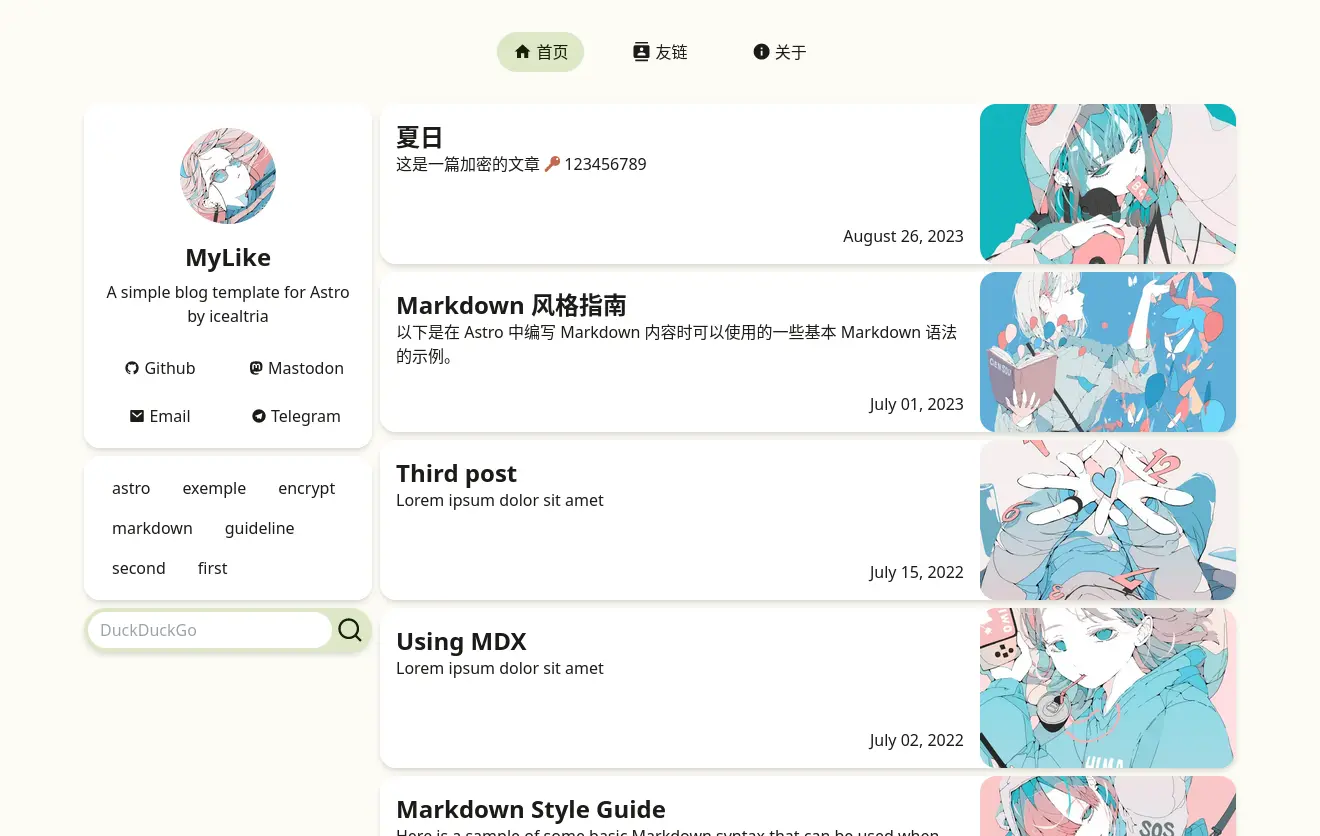 首页 友链 关于
MyLike
A simple blog template for Astro
by icealtria
Github Mastodon
Email Telegram
astro exemple encrypt
markdown guideline
second first
DuckDuckGo
夏日
这是一篇加密的文章 🔑 123456789
August 26, 2023
Markdown 风格指南
以下是在 Astro 中编写 Markdown 内容时可以使用的一些基本 Markdown 语法
的示例。
July 01, 2023
12
6
Third post
Lorem ipsum dolor sit amet
July 15, 2022
Using MDX
Lorem ipsum dolor sit amet
July 02, 2022
Markdown Style Guide
Here is a sample of some basic Markdown syntax that can be used when
SOS